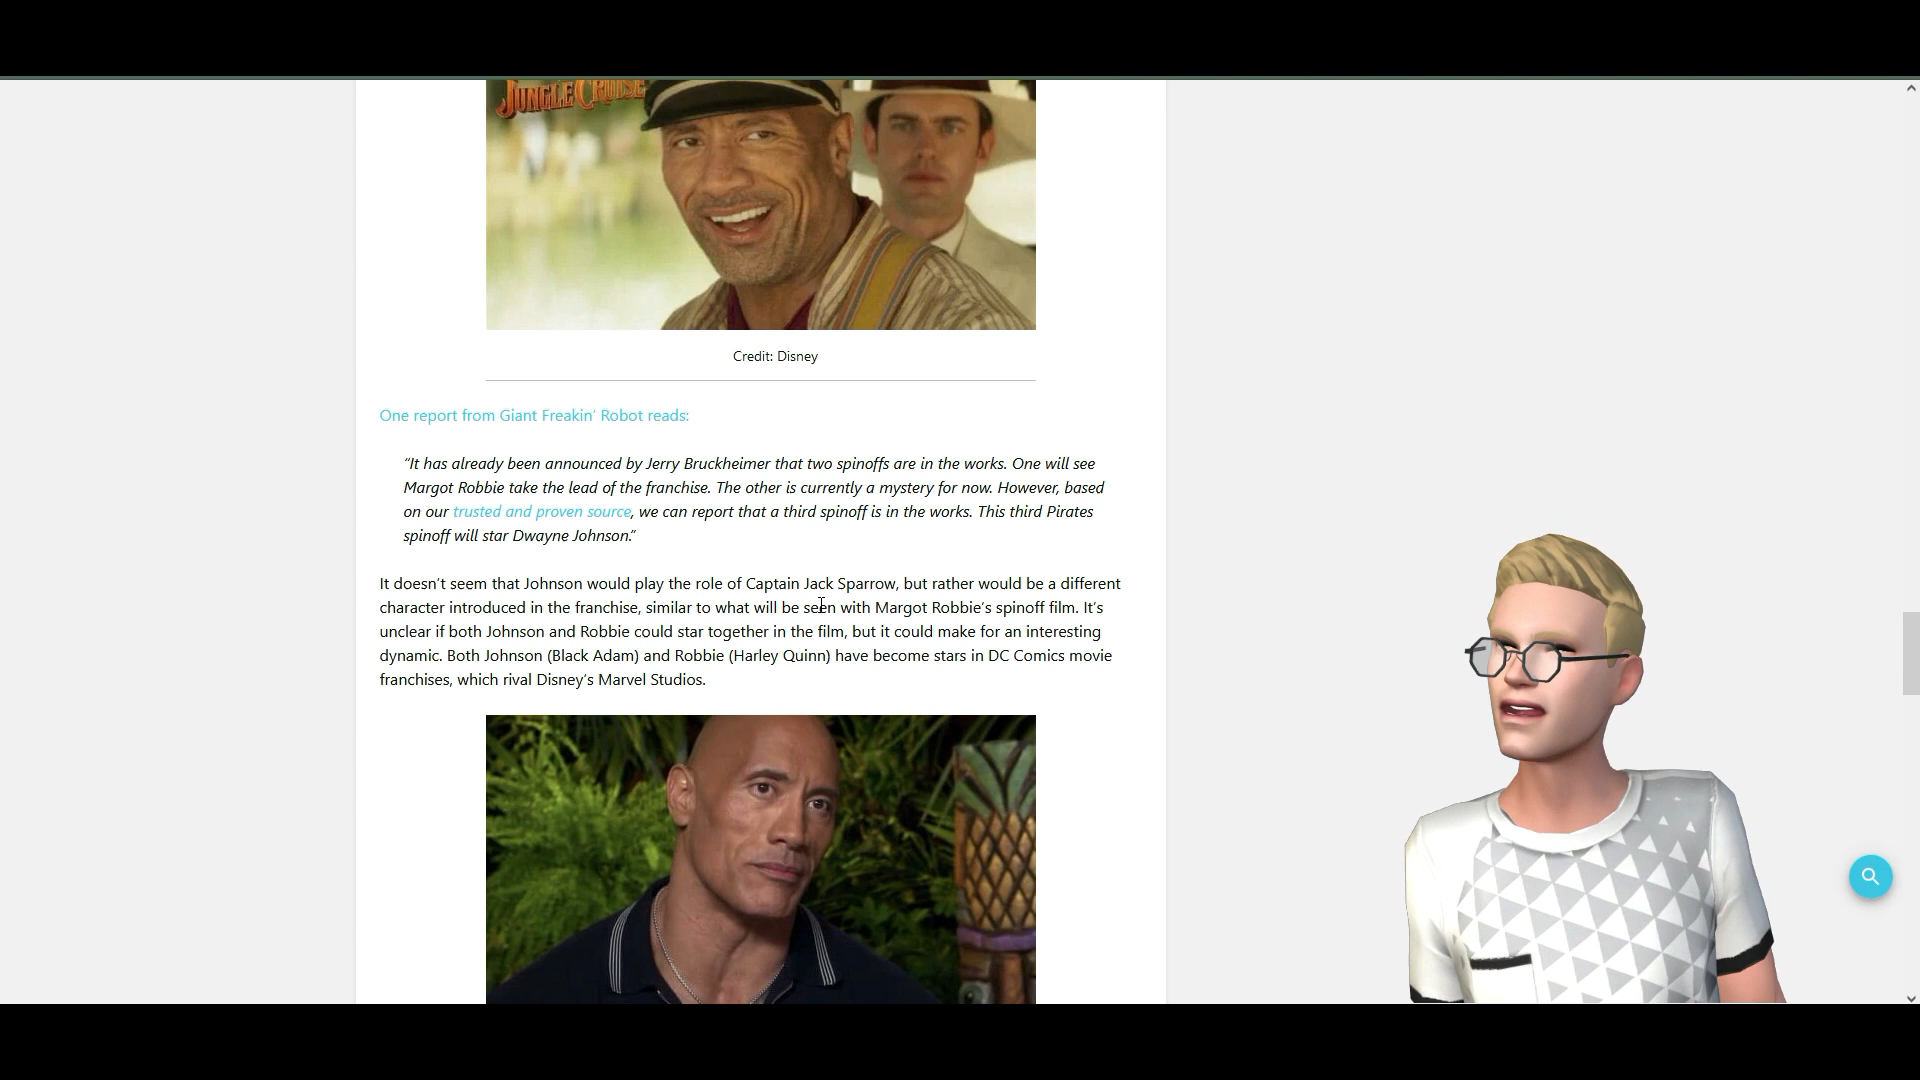 JUNGLE CRUISE
Credit: Disney
One report from Giant Freakin’ Robot reads:
“It has already been announced by Jerry Bruckheimer that two spinoffs are in the works. One will see
Margot Robbie take the lead of the franchise. The other is currently a mystery for now. However, based
on our trusted and proven source, we can report that a third spinoff is in the works. This third Pirates
spinoff will star Dwayne Johnson.”
It doesn’t seem that Johnson would play the role of Captain Jack Sparrow, but rather would be a different
character introduced in the franchise, similar to what will be seen with Margot Robbie’s spinoff film. It’s
unclear if both Johnson and Robbie could star together in the film, but it could make for an interesting
dynamic. Both Johnson (Black Adam) and Robbie (Harley Quinn) have become stars in DC Comics movie
franchises, which rival Disney’s Marvel Studios.